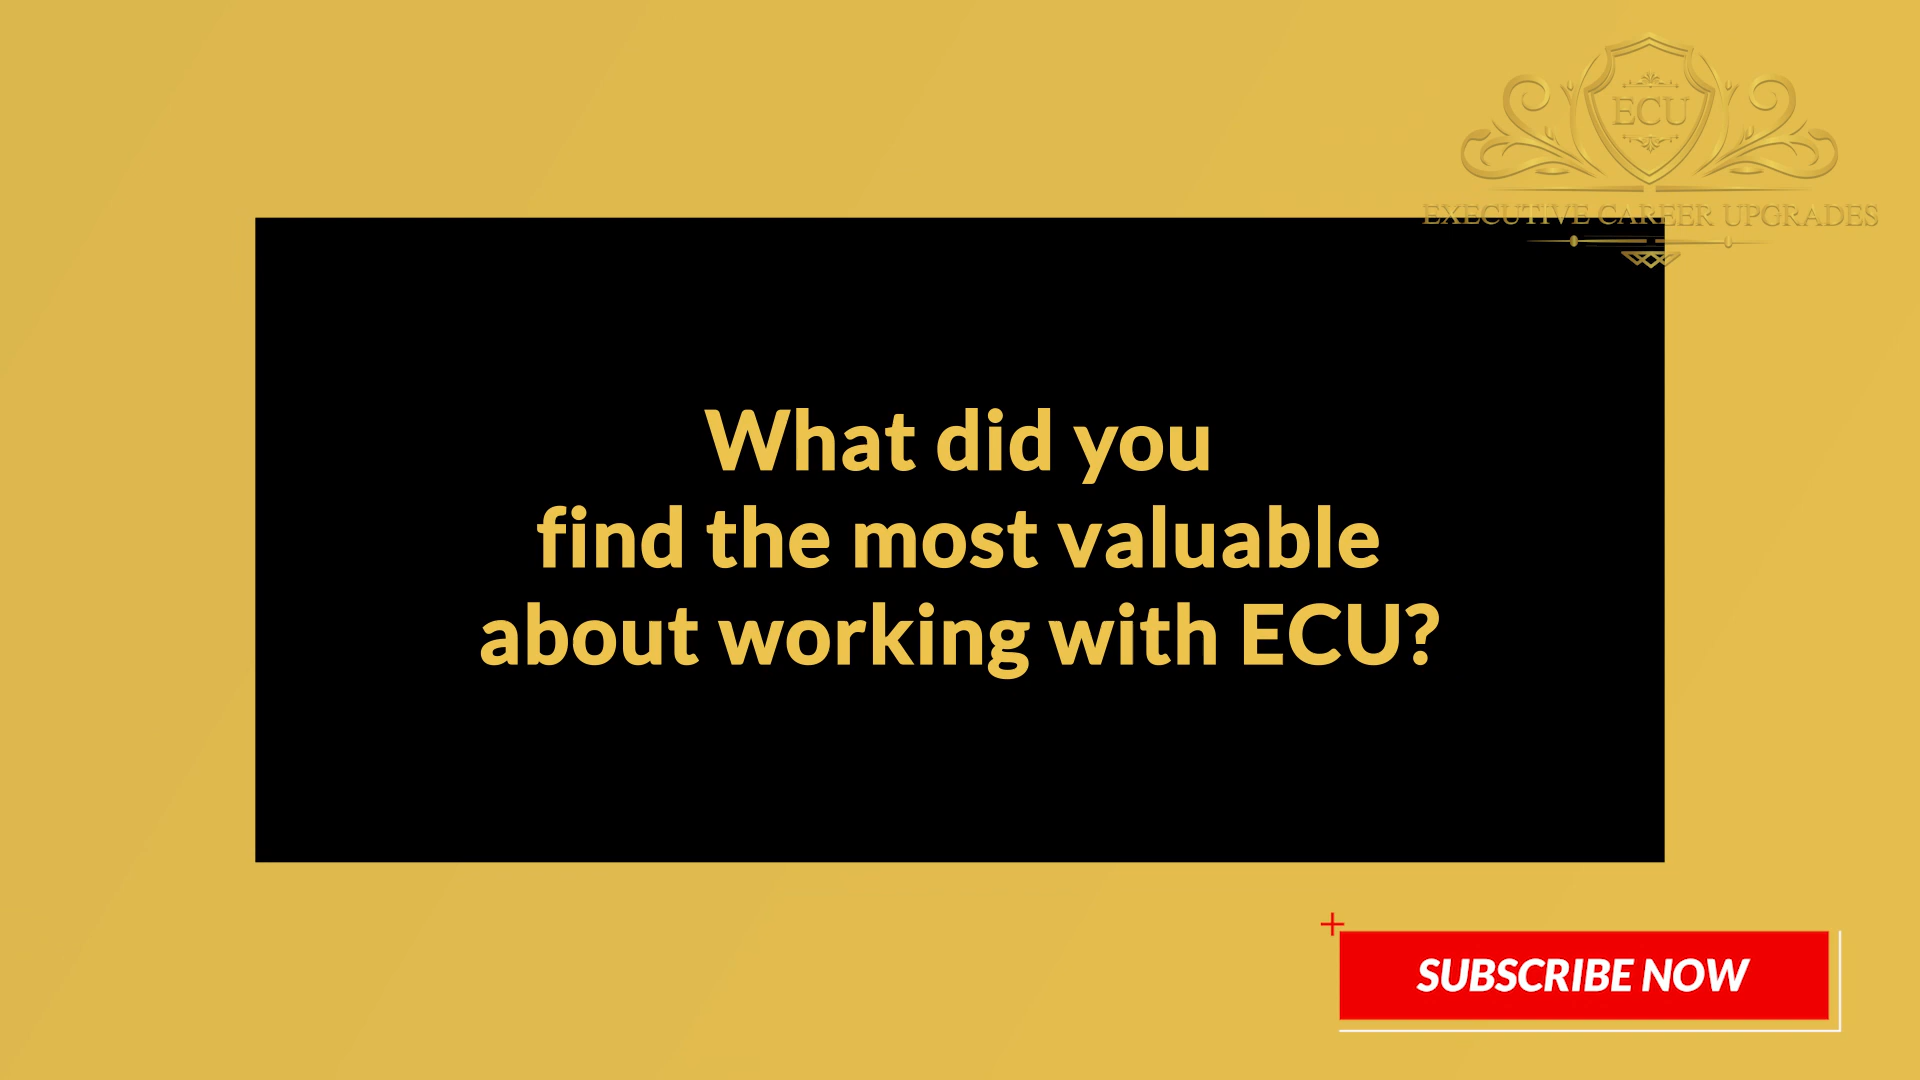 ECU
EXECUTIVE CAREER UPGRADES
What did you
find the most valuable
about working with ECU?
SUBSCRIBE NOW